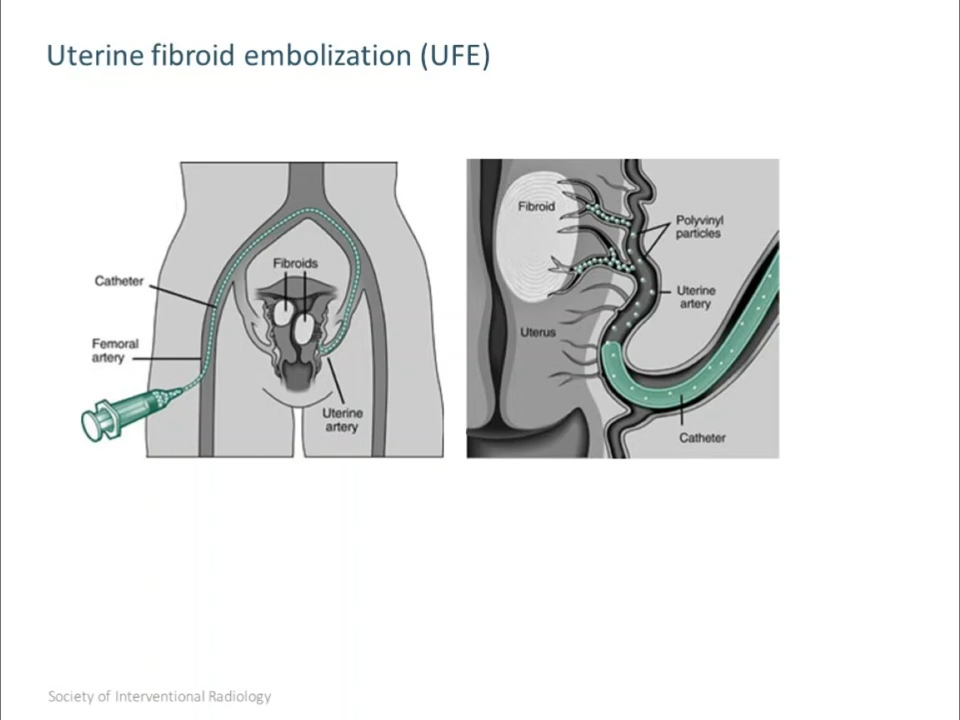 Uterine fibroid embolization (UFE)
Catheter
Fibroids
Femoral
artery
Uterine
artery
Fibroid
Polyvinyl
particles
Uterine
artery
Uterus
Catheter
Society of Interventional Radiology